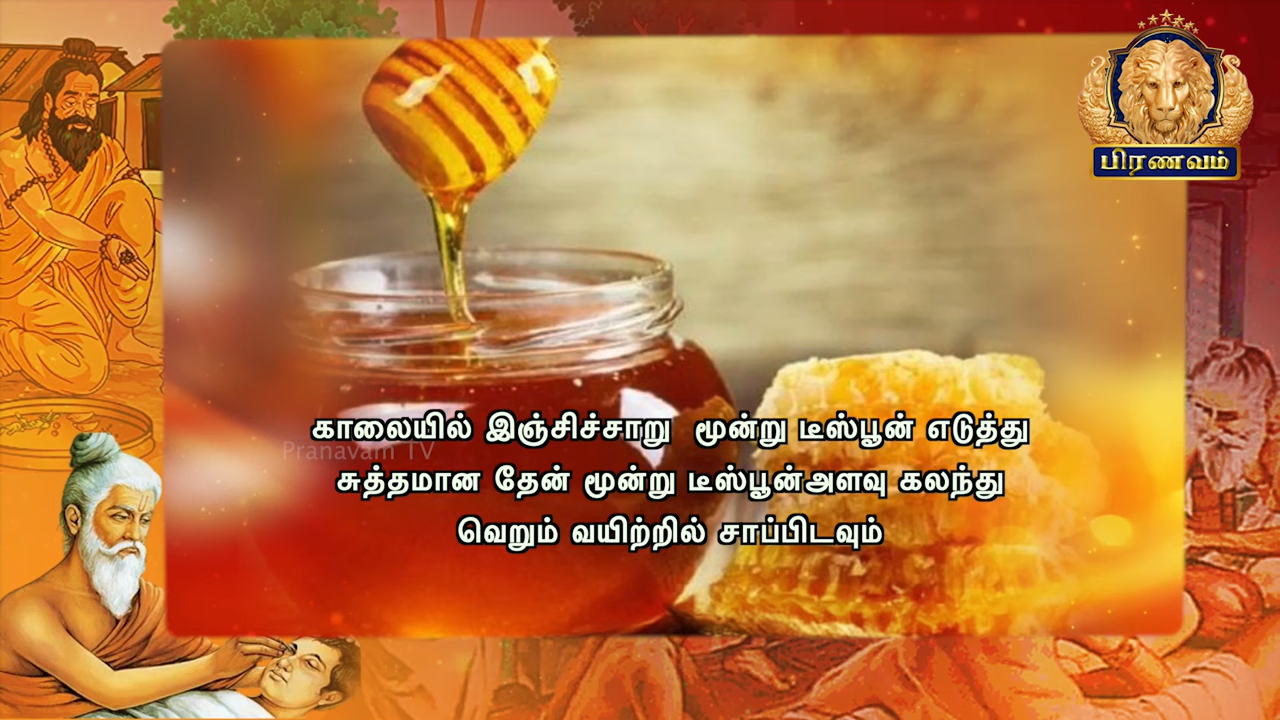 பிரணவம்
காலையில் இஞ்சிச்சாறு மூன்று டீஸ்பூன் எடுத்து
Pranavam TV
சுத்தமான தேன் மூன்று டீஸ்பூன்அளவு கலந்து
வெறும் வயிற்றில் சாப்பிடவும்